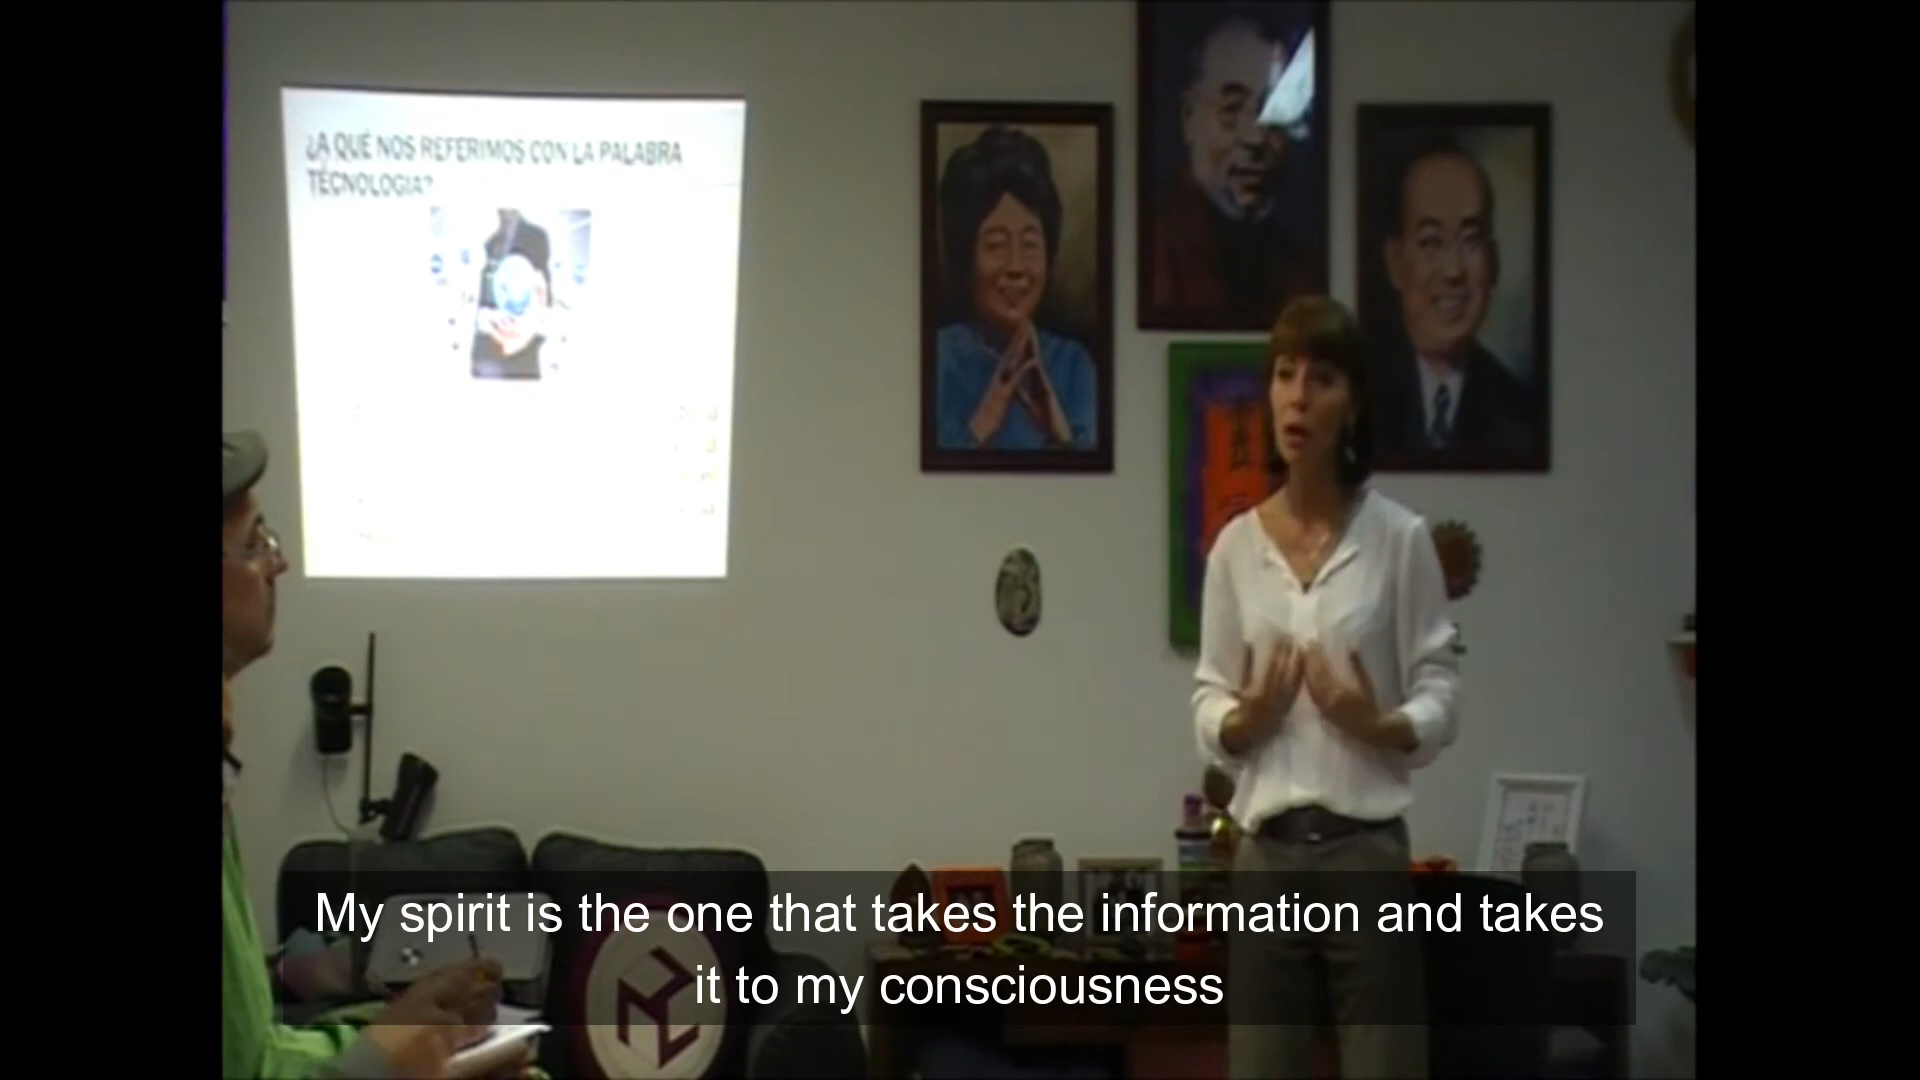 ¿A QUÉ NOS REFERIMOS CON LA PALABRA
TECNOLOGIA?
My spirit is the one that takes the information and takes
it to my consciousness